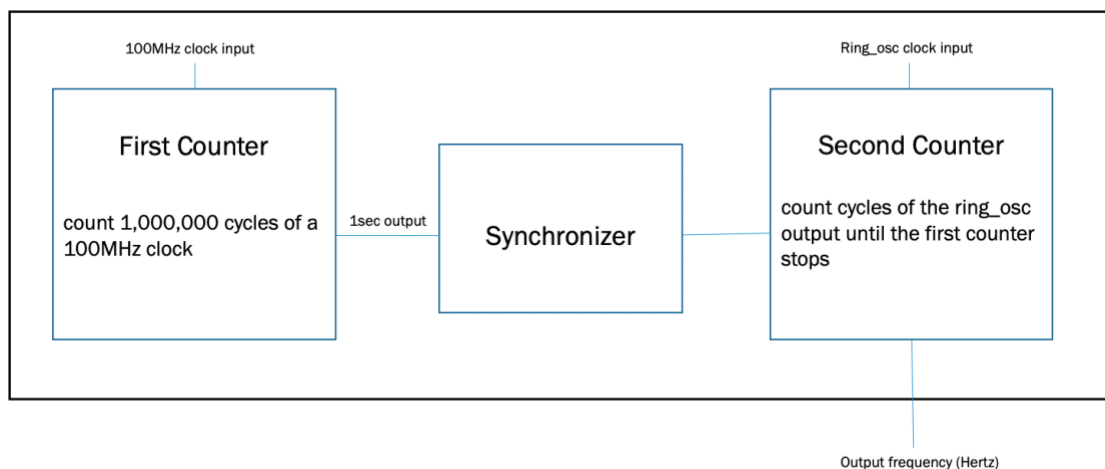 100MHz clock input
Ring_osc clock input
First Counter
count 1,000,000 cycles of a
100MHz clock
1sec output
Synchronizer
Second Counter
count cycles of the ring_osc
output until the first counter
stops
Output frequency (Hertz)